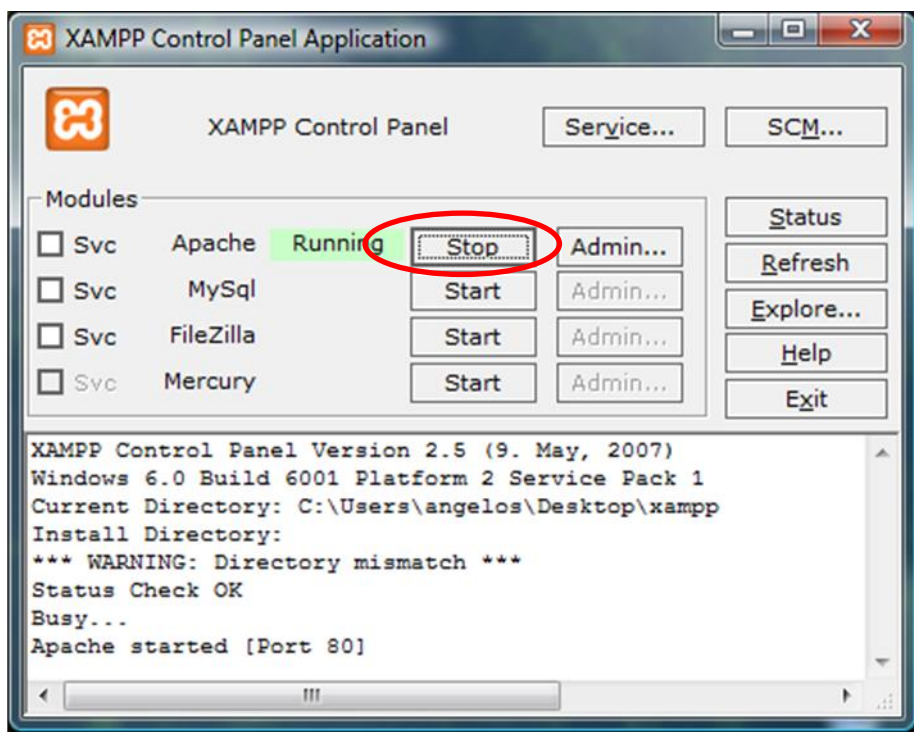 XAMPP Control Panel Application
XAMPP Control Panel Service... SCM...
Modules
Svc Apache Running Stop Admin...
Svc MySql Start Admin...
Svc FileZilla Start Admin...
Svc Mercury Start Admin...
Status
Refresh
Explore...
Help
Exit
XAMPP Control Panel Version 2.5 (9. May, 2007)
Windows 6.0 Build 6001 Platform 2 Service Pack 1
Current Directory: C:\Users\angelos\Desktop\xampp
Install Directory:
*** WARNING: Directory mismatch ***
Status Check OK
Busy...
Apache started [Port 80]